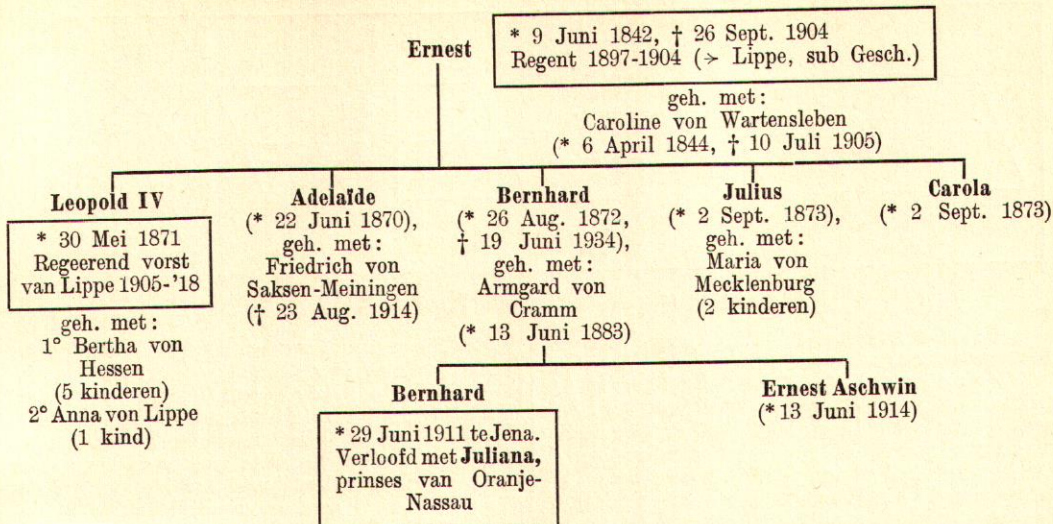 Ernest
* 9 Juni 1842, † 26 Sept. 1904
Regent 1897-1904 (➛ Lippe, sub Gesch.)
geh. met:
Caroline von Wartensleben
(* 6 April 1844, † 10 Juli 1905)
Leopold IV
* 30 Mei 1871
Regeerend vorst
van Lippe 1905-'18
geh. met:
1° Bertha von
Hessen
(5 kinderen)
2° Anna von Lippe
(1 kind)
Adelaïde
(* 22 Juni 1870),
geh. met:
Friedrich von
Saksen-Meiningen
(† 23 Aug. 1914)
Bernhard
(* 26 Aug. 1872,
† 19 Juni 1934),
geh. met:
Armgard von
Cramm
(* 13 Juni 1883)
Julius
(* 2 Sept. 1873),
geh. met:
Maria von
Mecklenburg
(2 kinderen)
Carola
(* 2 Sept. 1873)
Bernhard
* 29 Juni 1911 te Jena.
Verloofd met Juliana,
prinses van Oranje-
Nassau
Ernest Aschwin
(* 13 Juni 1914)